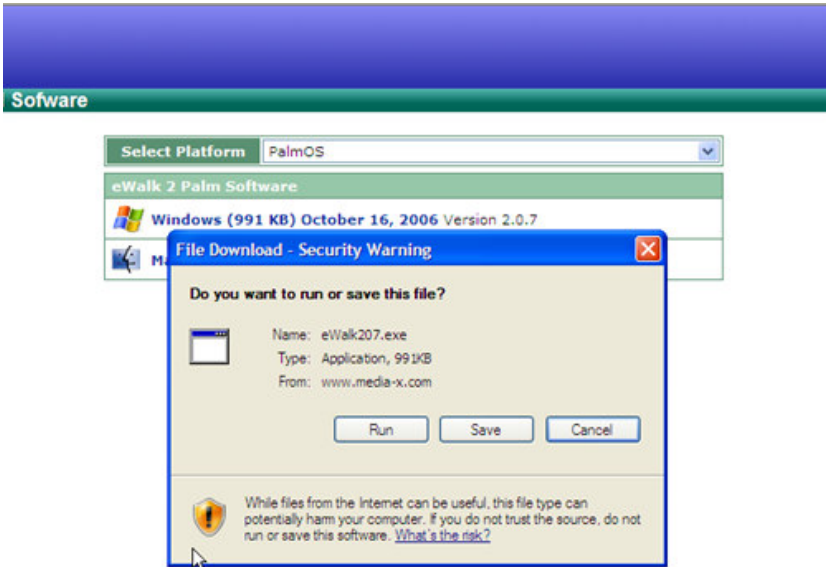 Sofware
Select Platform PalmOS
eWalk 2 Palm Software
Windows (991 KB) October 16, 2006 Version 2.0.7
File Download - Security Warning
Do you want to run or save this file?
Name: eWalk207.exe
Type: Application, 991KB
From: www.media-x.com
Run Save Cancel
While files from the Internet can be useful, this file type can
potentially harm your computer. If you do not trust the source, do not
run or save this software. What's the risk?